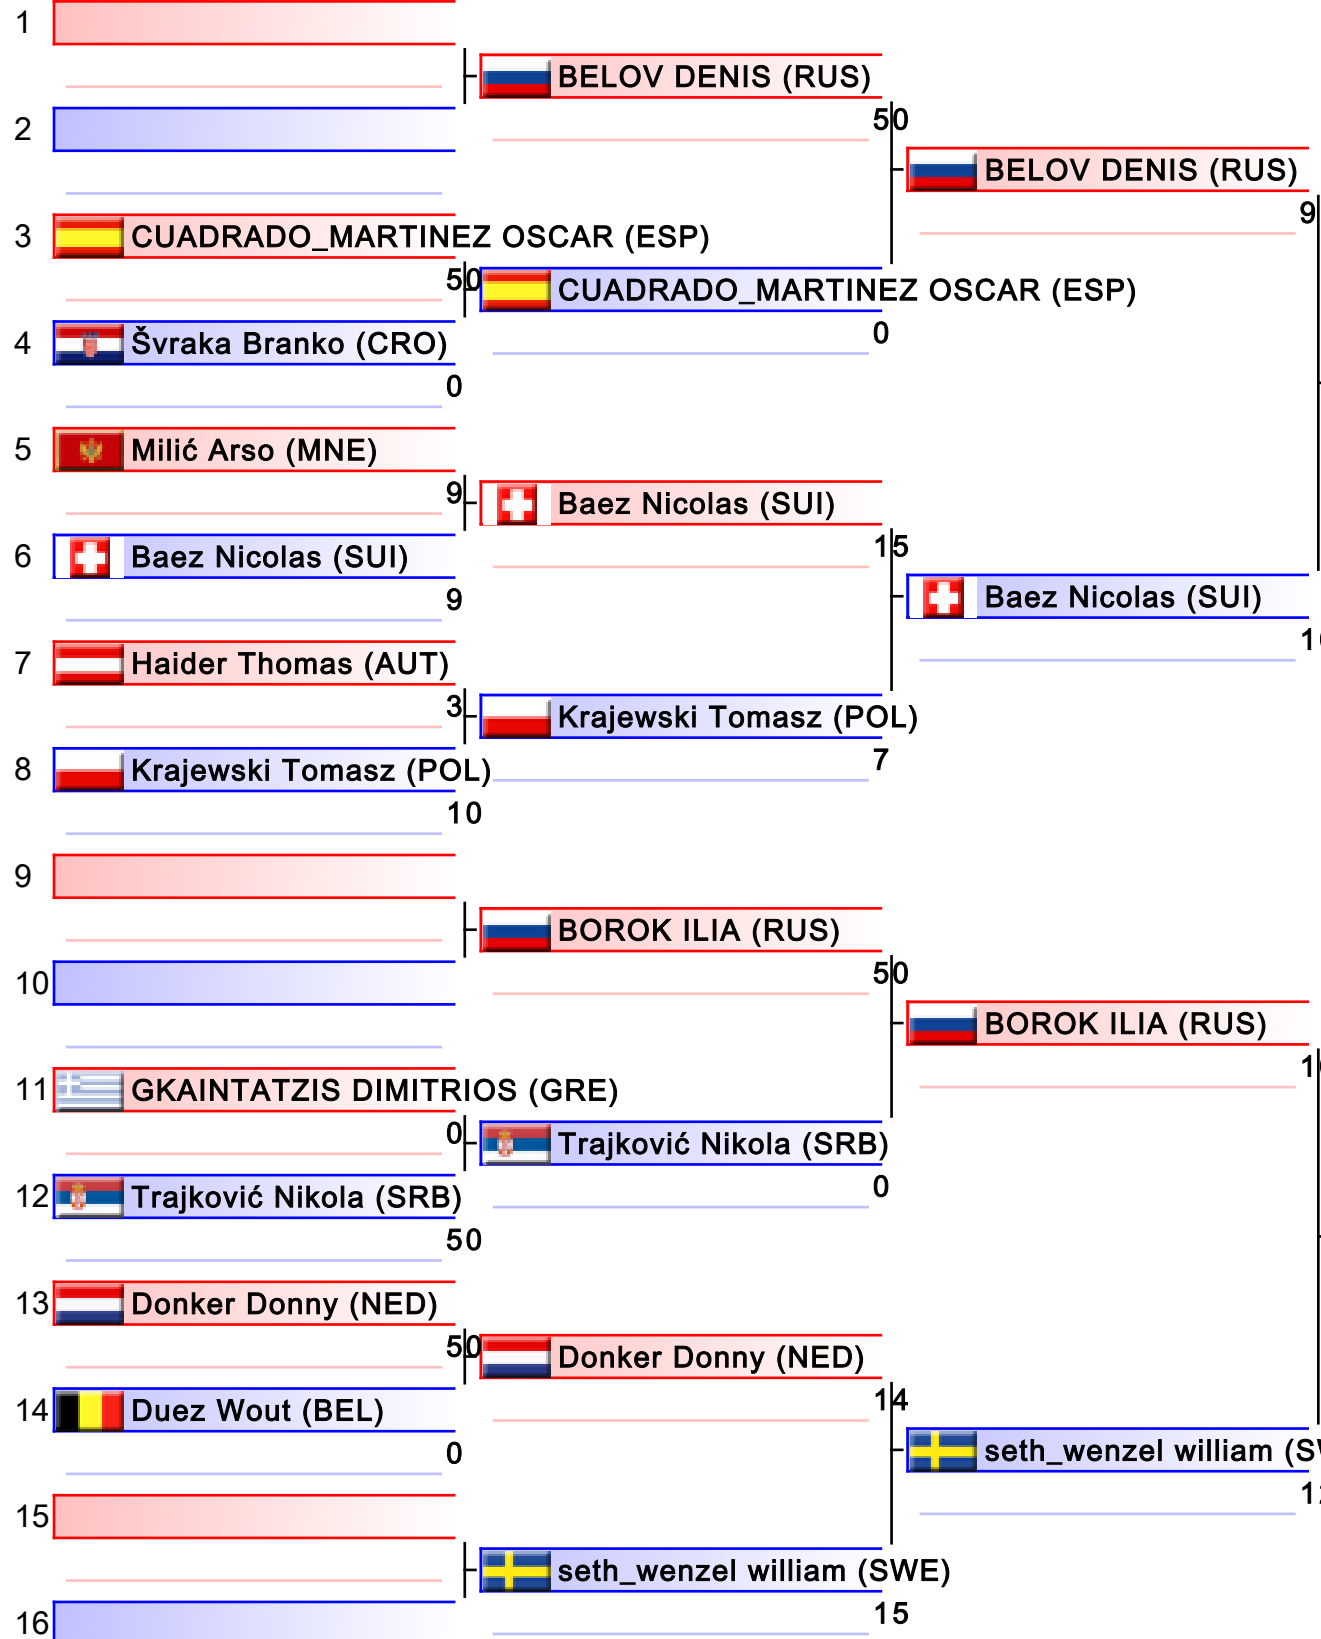 1
BELOV DENIS (RUS)
2
50
BELOV DENIS (RUS)
9
3
CUADRADO_MARTINEZ OSCAR (ESP)
50
CUADRADO_MARTINEZ OSCAR (ESP)
0
4
Švraka Branko (CRO)
0
5
Milić Arso (MNE)
9
Baez Nicolas (SUI)
6
Baez Nicolas (SUI)
9
15
Baez Nicolas (SUI)
7
Haider Thomas (AUT)
3
Krajewski Tomasz (POL)
7
8
Krajewski Tomasz (POL)
10
9
BOROK ILIA (RUS)
10
50
BOROK ILIA (RUS)
11
GKAINTATZIS DIMITRIOS (GRE)
0
Trajković Nikola (SRB)
0
12
Trajković Nikola (SRB)
50
13
Donker Donny (NED)
50
Donker Donny (NED)
14
14
Duez Wout (BEL)
0
seth_wenzel william
15
seth_wenzel william (SWE)
15
16